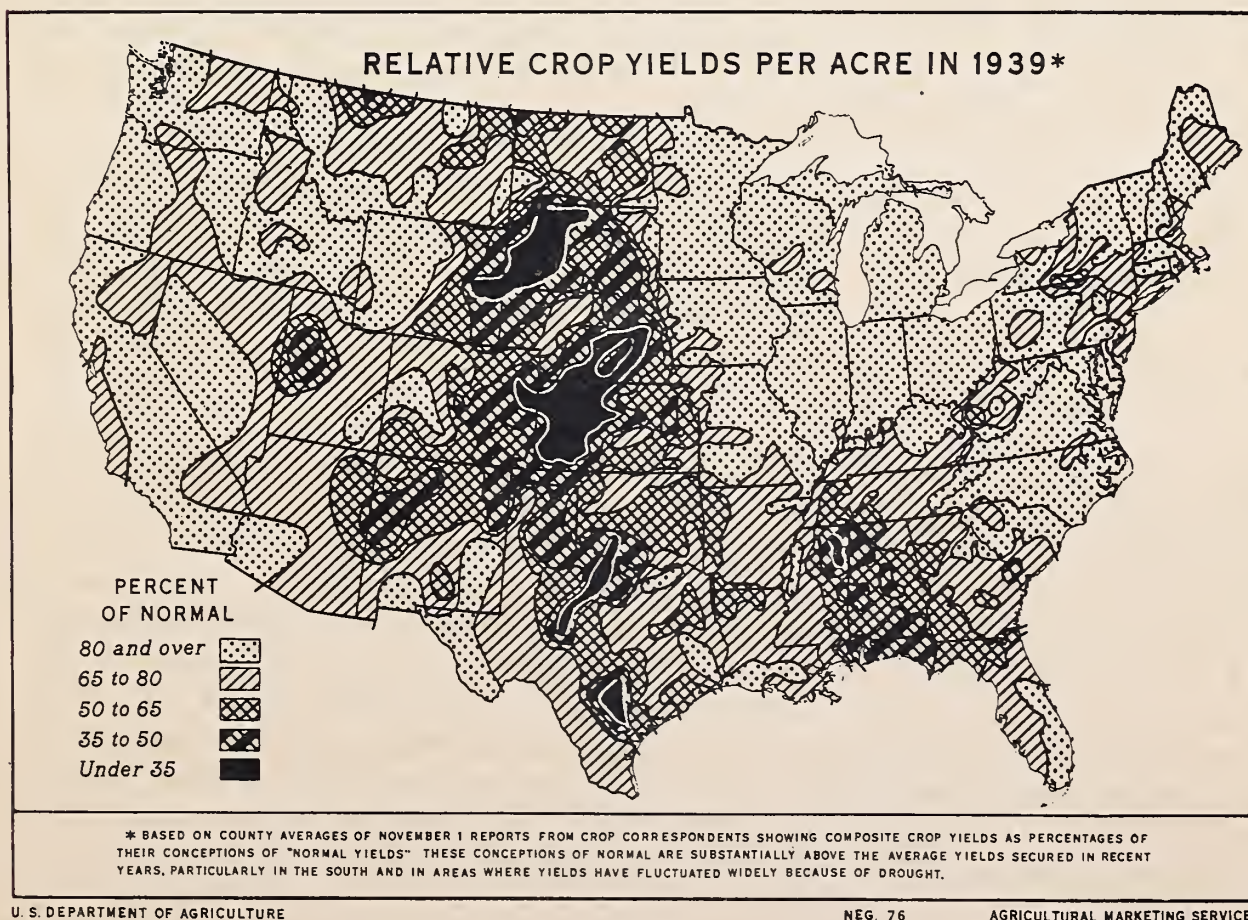 RELATIVE CROP YIELDS PER ACRE IN 1939*
PERCENT
OF NORMAL
80 and over
65 to 80
50 to 65
35 to 50
Under 35
* BASED ON COUNTY AVERAGES OF NOVEMBER 1 REPORTS FROM CROP CORRESPONDENTS SHOWING COMPOSITE CROP YIELDS AS PERCENTAGES OF
THEIR CONCEPTIONS OF "NORMAL YIELDS" THESE CONCEPTIONS OF NORMAL ARE SUBSTANTIALLY ABOVE THE AVERAGE YIELDS SECURED IN RECENT
YEARS, PARTICULARLY IN THE SOUTH AND IN AREAS WHERE YIELDS HAVE FLUCTUATED WIDELY BECAUSE OF DROUGHT.
U. S. DEPARTMENT OF AGRICULTURE NEG. 76 AGRICULTURAL MARKETING SERVICE